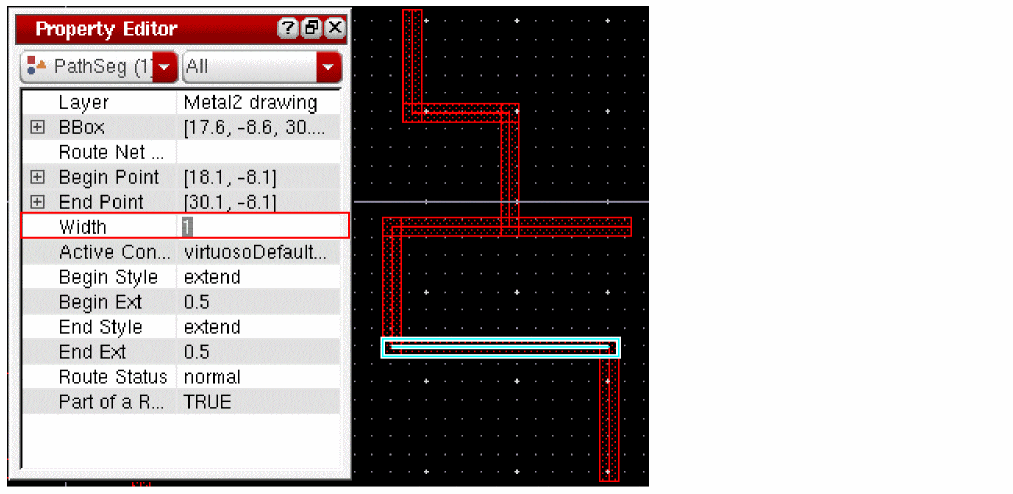 Property Editor
PathSeg (1) All
Layer Metal2 drawing
BBox [17.6, -8.6, 30....
Route Net ...
Begin Point [18.1, -8.1]
End Point [30.1, -8.1]
Width 1
Active Con... virtuosoDefault...
Begin Style extend
Begin Ext 0.5
End Style extend
End Ext 0.5
Route Status normal
Part of a R... TRUE